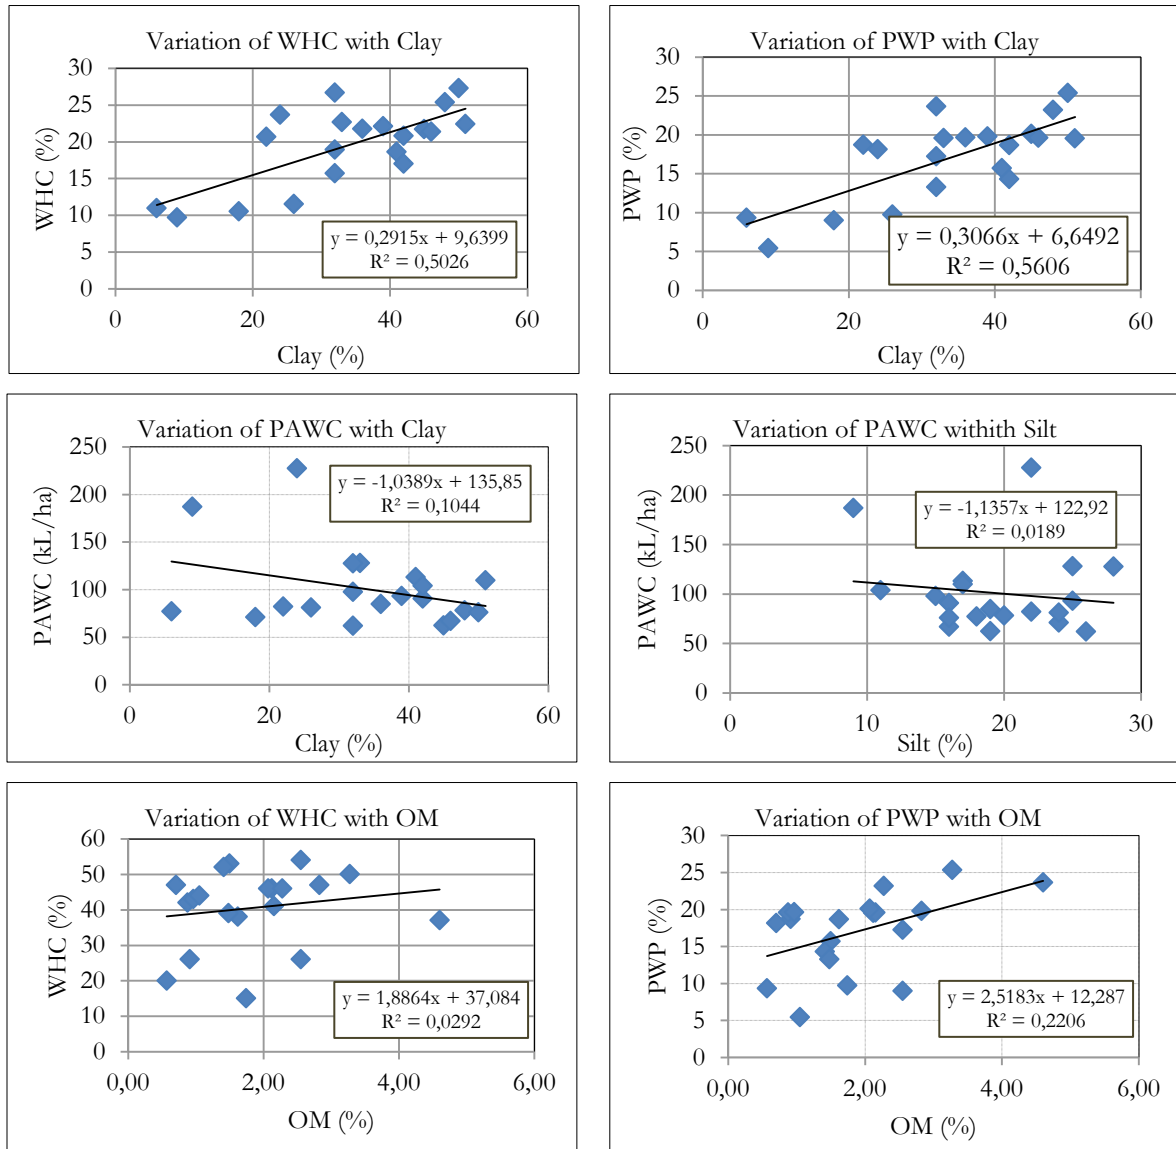 Variation of WHC with Clay
30
25
20
15
10
5
0
WHC (%)
y = 0,2915x + 9,6399
R² = 0,5026
0 20 40 60
Clay (%)
Variation of PWP with Clay
30
25
20
15
10
5
0
PWP (%)
y = 0,3066x + 6,6492
R² = 0,5606
0 20 40 60
Clay (%)
Variation of PAWC with Clay
250
200
150
100
50
0
PAWC (kL/ha)
y = -1,0389x + 135,85
R² = 0,1044
0 20 40 60
Clay (%)
Variation of PAWC withith Silt
250
200
150
100
50
0
PAWC (kL/ha)
y = -1,1357x + 122,92
R² = 0,0189
0 10 20 30
Silt (%)
Variation of WHC with OM
60
50
40
30
20
10
0
WHC (%)
y = 1,8864x + 37,084
R² = 0,0292
0,00 2,00 4,00 6,00
OM (%)
Variation of PWP with OM
30
25
20
15
10
5
0
PWP (%)
y = 2,5183x + 12,287
R² = 0,2206
0,00 2,00 4,00 6,00
OM (%)